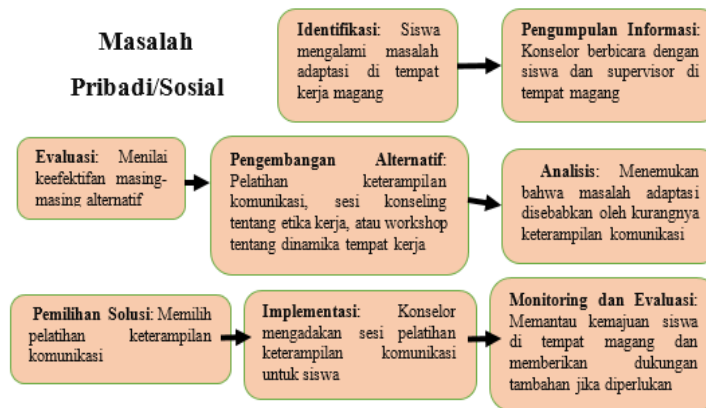 Masalah
Pribadi/Sosial
Identifikasi: Siswa
mengalami masalah
adaptasi di tempat
kerja magang
Pengumpulan Informasi:
Konselor berbicara dengan
siswa dan supervisor di
tempat magang
Evaluasi: Menilai
keefektifan masing-
masing alternatif
Pengembangan Alternatif:
Pelatihan keterampilan
komunikasi, sesi konseling
tentang etika kerja, atau workshop
tentang dinamika tempat kerja
Analisis: Menemukan
bahwa masalah adaptasi
disebabkan oleh kurangnya
keterampilan komunikasi
Pemilihan Solusi: Memilih
pelatihan keterampilan
komunikasi
Implementasi: Konselor
mengadakan sesi pelatihan
keterampilan komunikasi
untuk siswa
Monitoring dan Evaluasi:
Memantau kemajuan siswa
di tempat magang dan
memberikan dukungan
tambahan jika diperlukan